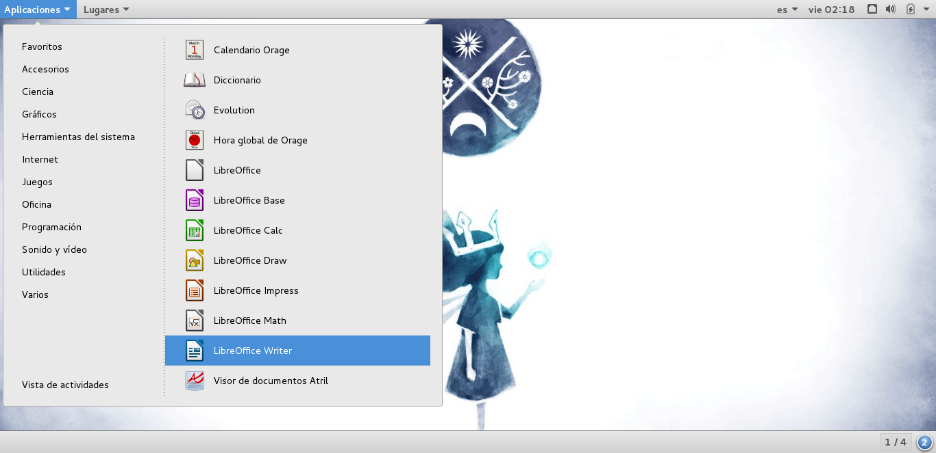 Aplicaciones Lugares es vie 02:18
Favoritos
Accesorios
Ciencia
Gráficos
Herramientas del sistema
Internet
Juegos
Oficina
Programación
Sonido y vídeo
Utilidades
Varios
Vista de actividades
Calendario Orage
Diccionario
Evolution
Hora global de Orage
LibreOffice
LibreOffice Base
LibreOffice Calc
LibreOffice Draw
LibreOffice Impress
LibreOffice Math
LibreOffice Writer
Visor de documentos Atril
1 / 4 2